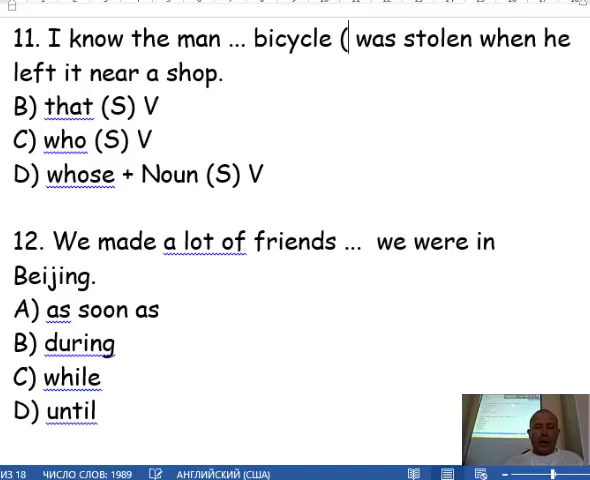 11. I know the man ... bicycle ( was stolen when he
left it near a shop.
B) that (S) V
C) who (S) V
D) whose + Noun (S) V
12. We made a lot of friends ... we were in
Beijing.
A) as soon as
B) during
C) while
D) until
ИЗ 18 ЧИСЛО СЛОВ: 1989 АНГЛИЙСКИЙ (США)